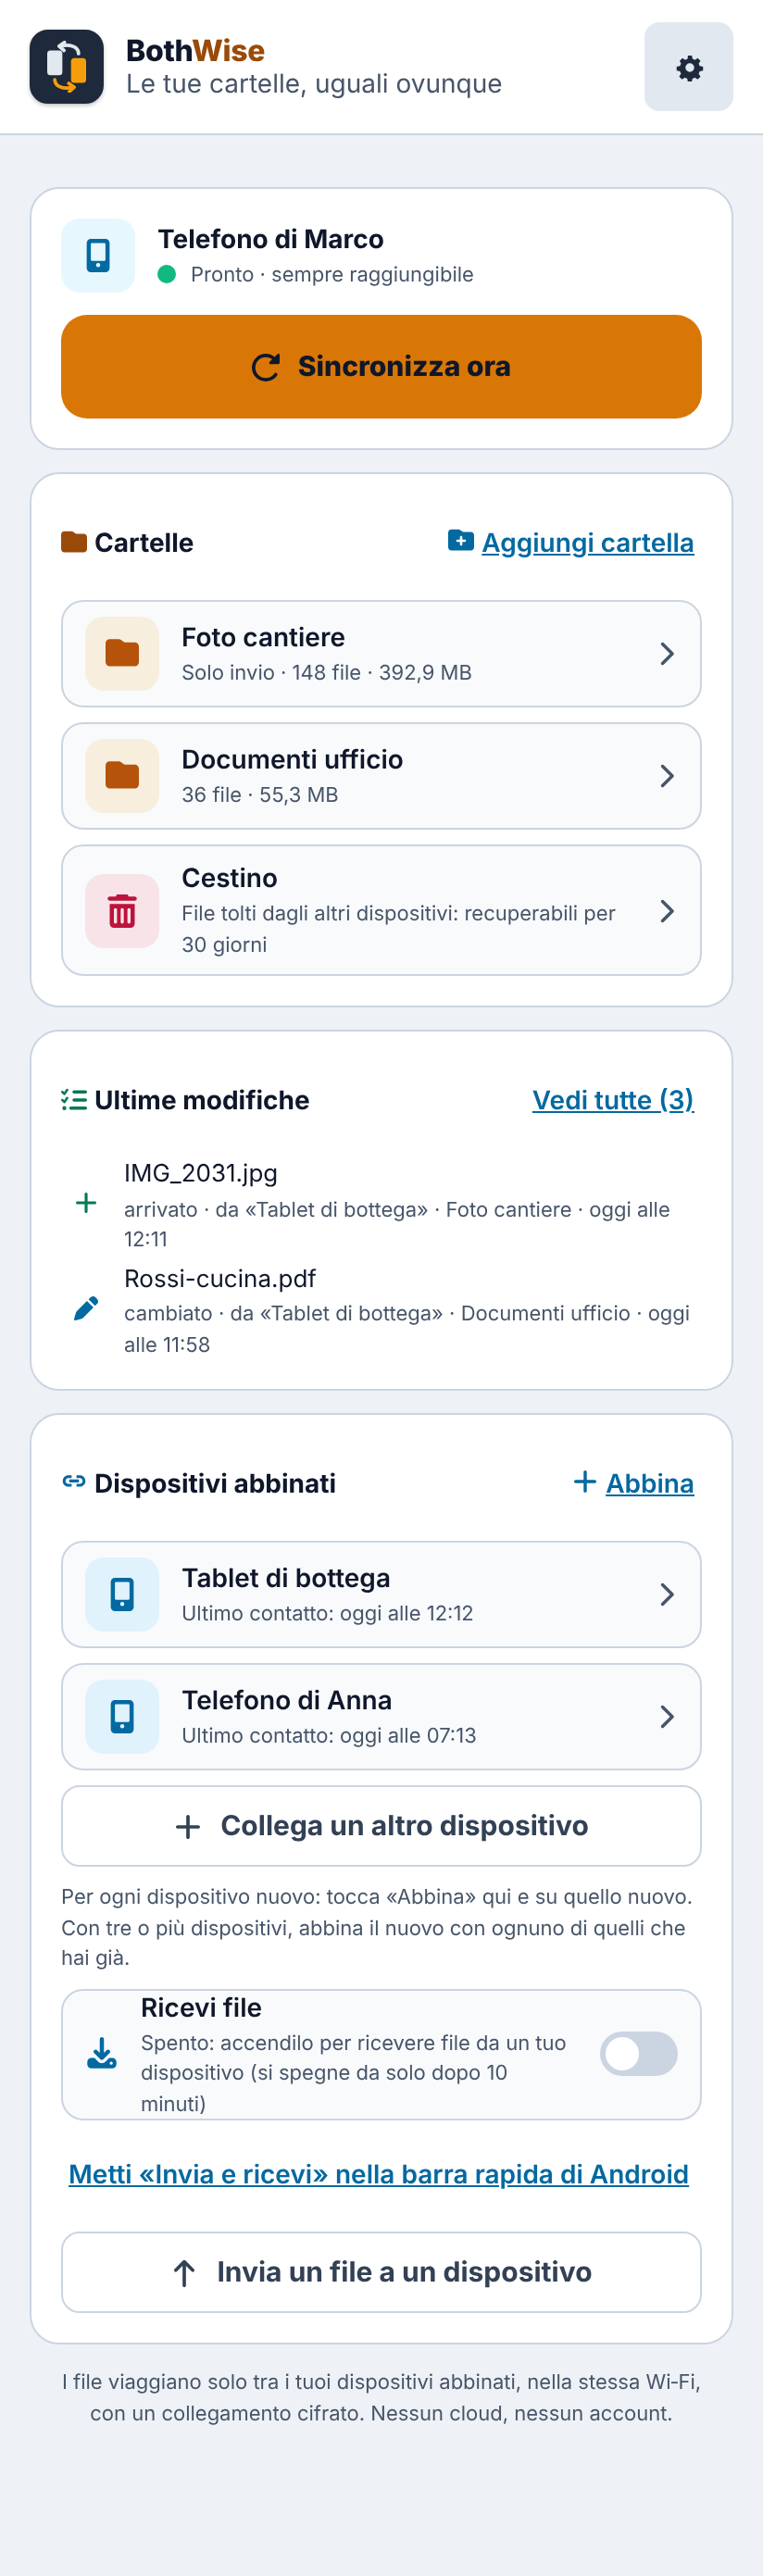 BothWise
Le tue cartelle, uguali ovunque
Telefono di Marco
Pronto · sempre raggiungibile
Sincronizza ora
Cartelle
Aggiungi cartella
Foto cantiere
Solo invio · 148 file · 392,9 MB
Documenti ufficio
36 file · 55,3 MB
Cestino
File tolti dagli altri dispositivi: recuperabili per
30 giorni
Ultime modifiche
Vedi tutte (3)
IMG_2031.jpg
arrivato · da «Tablet di bottega» · Foto cantiere · oggi alle
12:11
Rossi-cucina.pdf
cambiato · da «Tablet di bottega» · Documenti ufficio · oggi
alle 11:58
Dispositivi abbinati
Abbina
Tablet di bottega
Ultimo contatto: oggi alle 12:12
Telefono di Anna
Ultimo contatto: oggi alle 07:13
Collega un altro dispositivo
Per ogni dispositivo nuovo: tocca «Abbina» qui e su quello nuovo.
Con tre o più dispositivi, abbina il nuovo con ognuno di quelli che
hai già.
Ricevi file
Spento: accendilo per ricevere file da un tuo
dispositivo (si spegne da solo dopo 10
minuti)
Metti «Invia e ricevi» nella barra rapida di Android
Invia un file a un dispositivo
I file viaggiano solo tra i tuoi dispositivi abbinati, nella stessa Wi-Fi,
con un collegamento cifrato. Nessun cloud, nessun account.